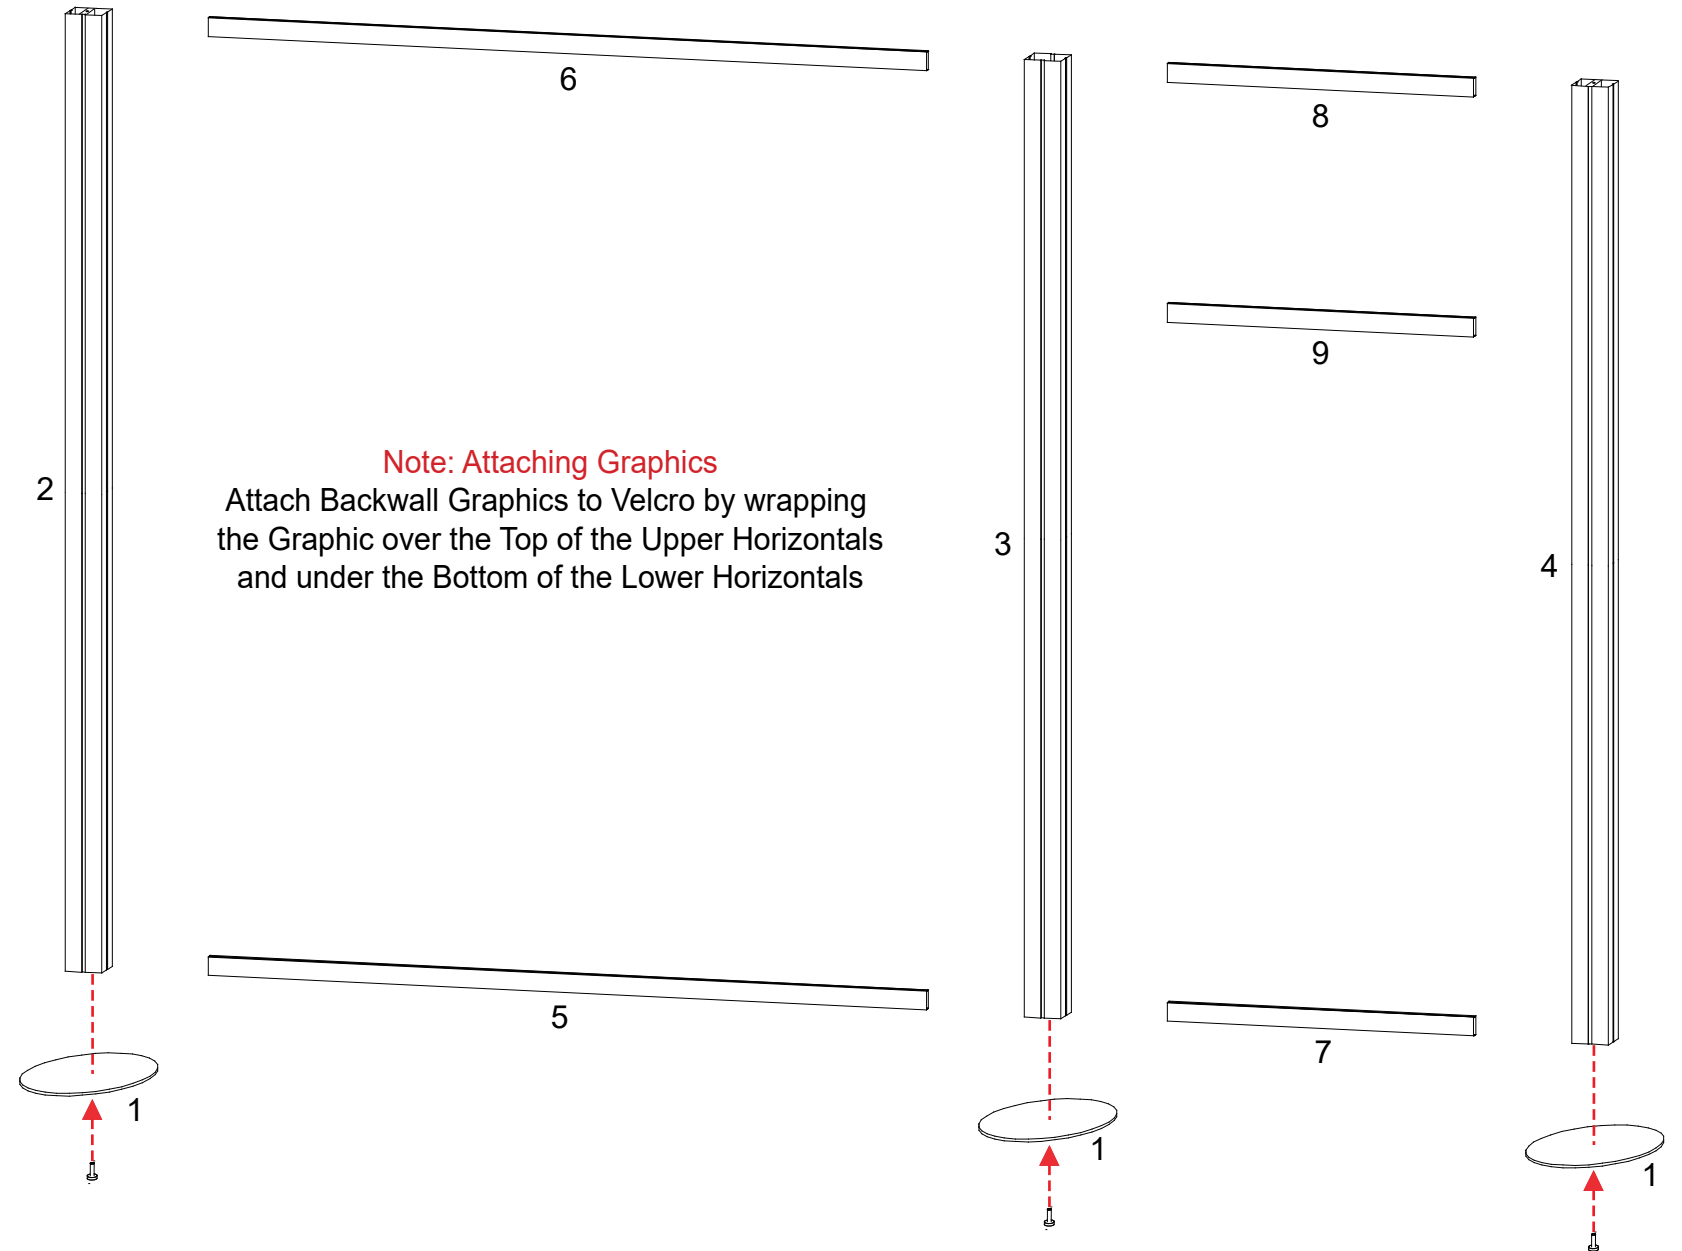 6
8
9
Note: Attaching Graphics
2
Attach Backwall Graphics to Velcro by wrapping
the Graphic over the Top of the Upper Horizontals
3
4
and under the Bottom of the Lower Horizontals
5
7
1
1
1